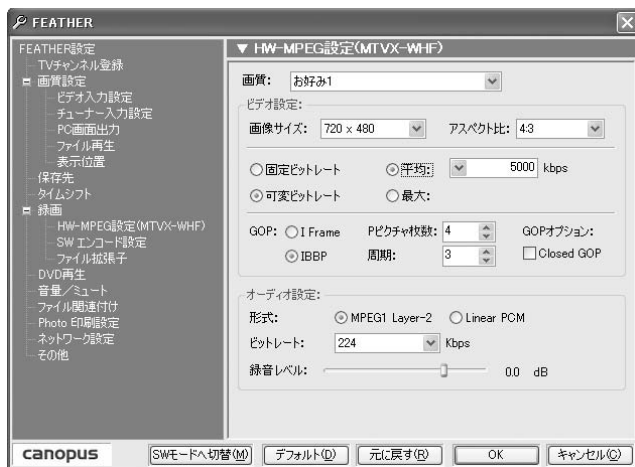 FEATHER
FEATHER設定
TVチャンネル登録
画質設定
ビデオ入力設定
チューナー入力設定
PC画面出力
ファイル再生
表示位置
保存先
タイムシフト
録画
HW-MPEG設定(MTVX-WHF)
SW エンコード設定
ファイル拡張子
DVD再生
音量／ミュート
ファイル関連付け
Photo 印刷設定
ネットワーク設定
その他
▼ HW-MPEG設定(MTVX-WHF)
画質: お好み1
ビデオ設定:
画像サイズ: 720 x 480 アスペクト比: 4:3
固定ビットレート 平均: 5000 kbps
可変ビットレート 最大:
GOP: I Frame Pピクチャ枚数: 4 GOPオプション:
IBBP 周期: 3 Closed GOP
オーディオ設定:
形式: MPEG1 Layer-2 Linear PCM
ビットレート: 224 Kbps
録音レベル: 0.0 dB
canopus SWモードへ切替(M) デフォルト(D) 元に戻す(R) OK キャンセル(C)